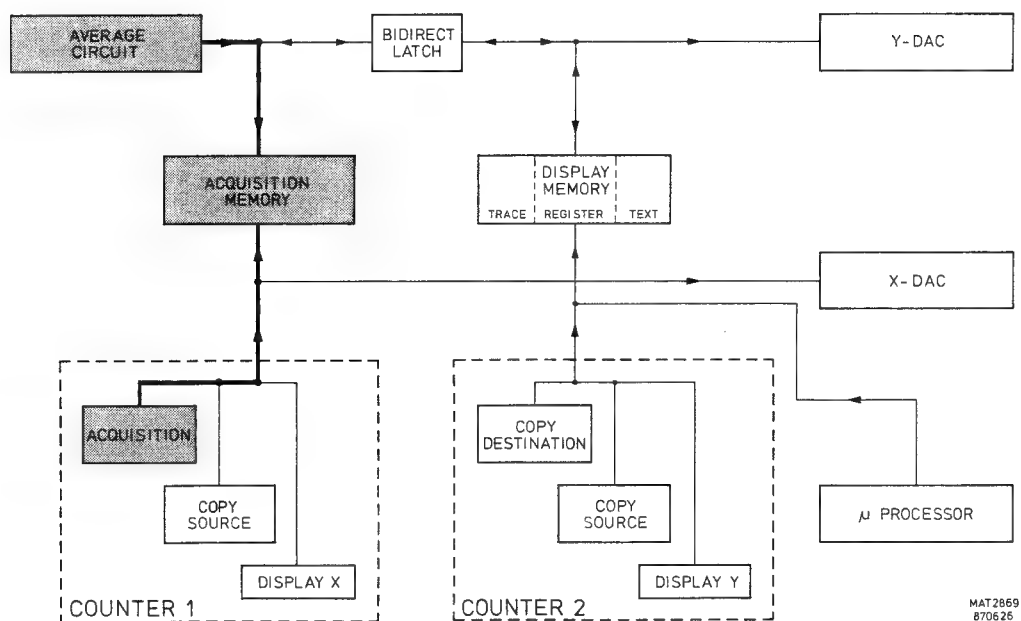 AVERAGE
CIRCUIT
BIDIRECT
LATCH
Y-DAC
ACQUISITION
MEMORY
DISPLAY
MEMORY
TRACE REGISTER TEXT
X-DAC
ACQUISITION
COPY
SOURCE
DISPLAY X
COUNTER 1
COPY
DESTINATION
COPY
SOURCE
DISPLAY Y
COUNTER 2
μ PROCESSOR
MAT2869
870626